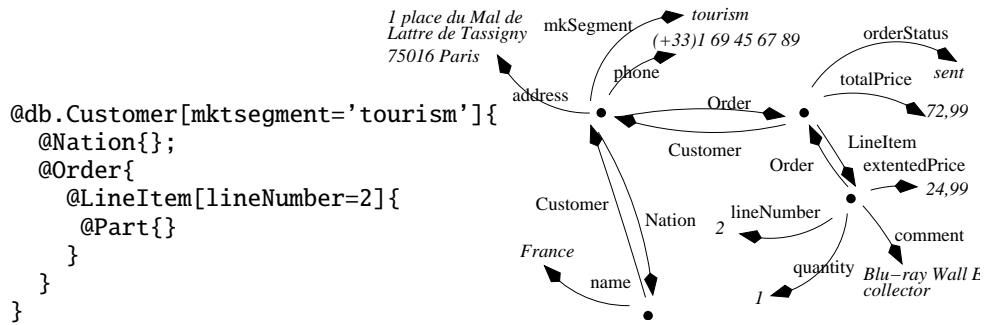 @db.Customer[mktsegment='tourism']{
@Nation{};
@Order{
@LineItem[lineNumber=2]{
@Part{}
}
}
}
1 place du Mal de
Lattre de Tassigny
75016 Paris
mkSegment
tourism
(+33)1 69 45 67 89
phone
address
orderStatus
sent
totalPrice
72,99
Order
Customer
LineItem
Order
extentedPrice
24,99
Customer
Nation
lineNumber
2
comment
quantity
1
Blu−ray Wall E
collector
France
name